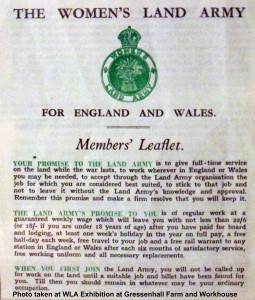 THE WOMEN'S LAND ARMY
WOMENS
LAND ARMY
FOR ENGLAND AND WALES.
Members' Leaflet.
YOUR PROMISE TO THE LAND ARMY is to give full-time service
on the land while the war lasts, to work wherever in England or Wales
you may be needed, to accept through the Land Army organisation the
job for which you are considered best suited, to stick to that job and
not to leave it without the Land Army's knowledge and approval.
Remember this promise and make a firm resolve that you will keep it.
THE LAND ARMY'S PROMISE TO YOU is of regular work at a
guaranteed weekly wage which will leave you with not less than 22/6
(or 18/- if you are under 18 years of age) after you have paid for board
and lodging, at least one week's holiday in the year on full pay, a free
half-day each week, free travel to your job and a free rail warrant to any
station in England or Wales after each six months of satisfactory service,
free working uniform and all necessary replacements.
WHEN YOU FIRST JOIN the Land Army, you will not be called up
for work on the land until a suitable job and billet have been found for
you. Till then you should remain in whatever may be your ordinary
occupation.
Photo taken at WLA Exhibition at Gressenhall Farm and Workhouse